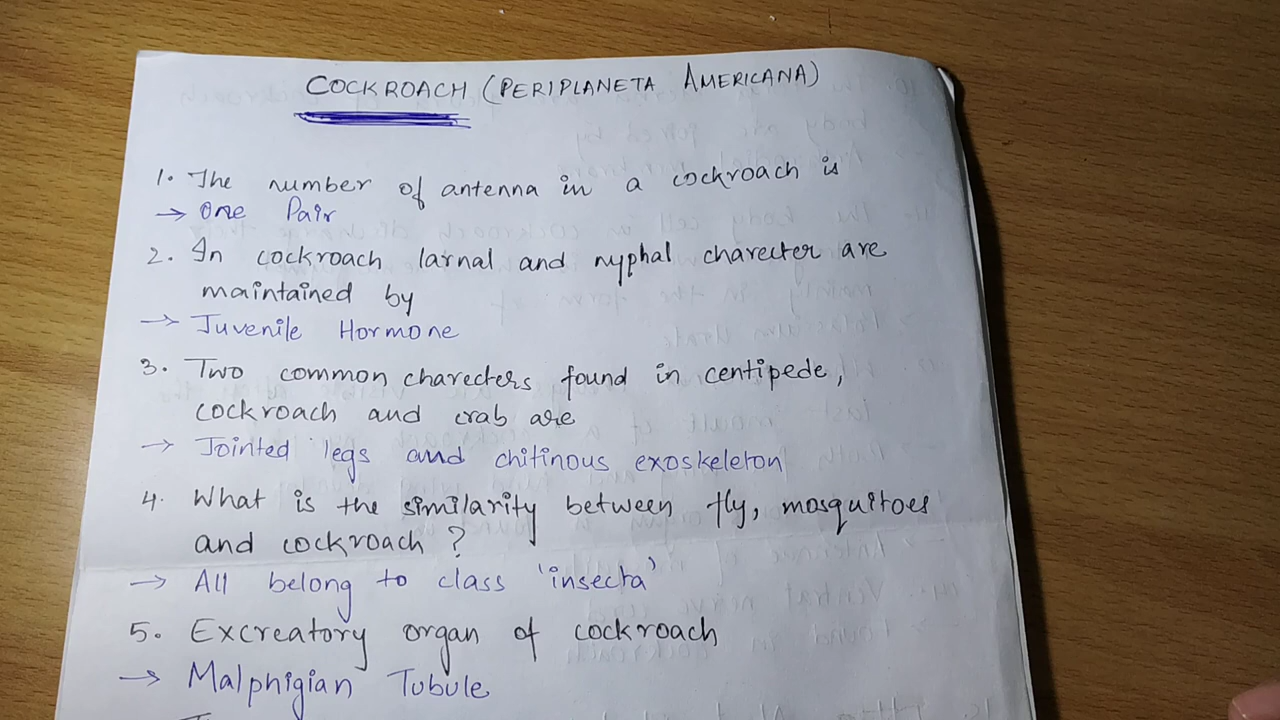 COCKROACH (PERIPLANETA AMERICANA)
1. The number of antenna in a cockroach is
→ One Pair
2. In cockroach larnal and nyphal charecter are
maintained by
→ Juvenile Hormone
3. Two common charecters found in centipede,
cockroach and crab are
→ Jointed legs and chitinous exoskeleton
4. What is the similarity between fly, mosquitoes
and cockroach ?
→ All belong to class 'insecta'
5. Excreatory organ of cockroach
→ Malphigian Tubule